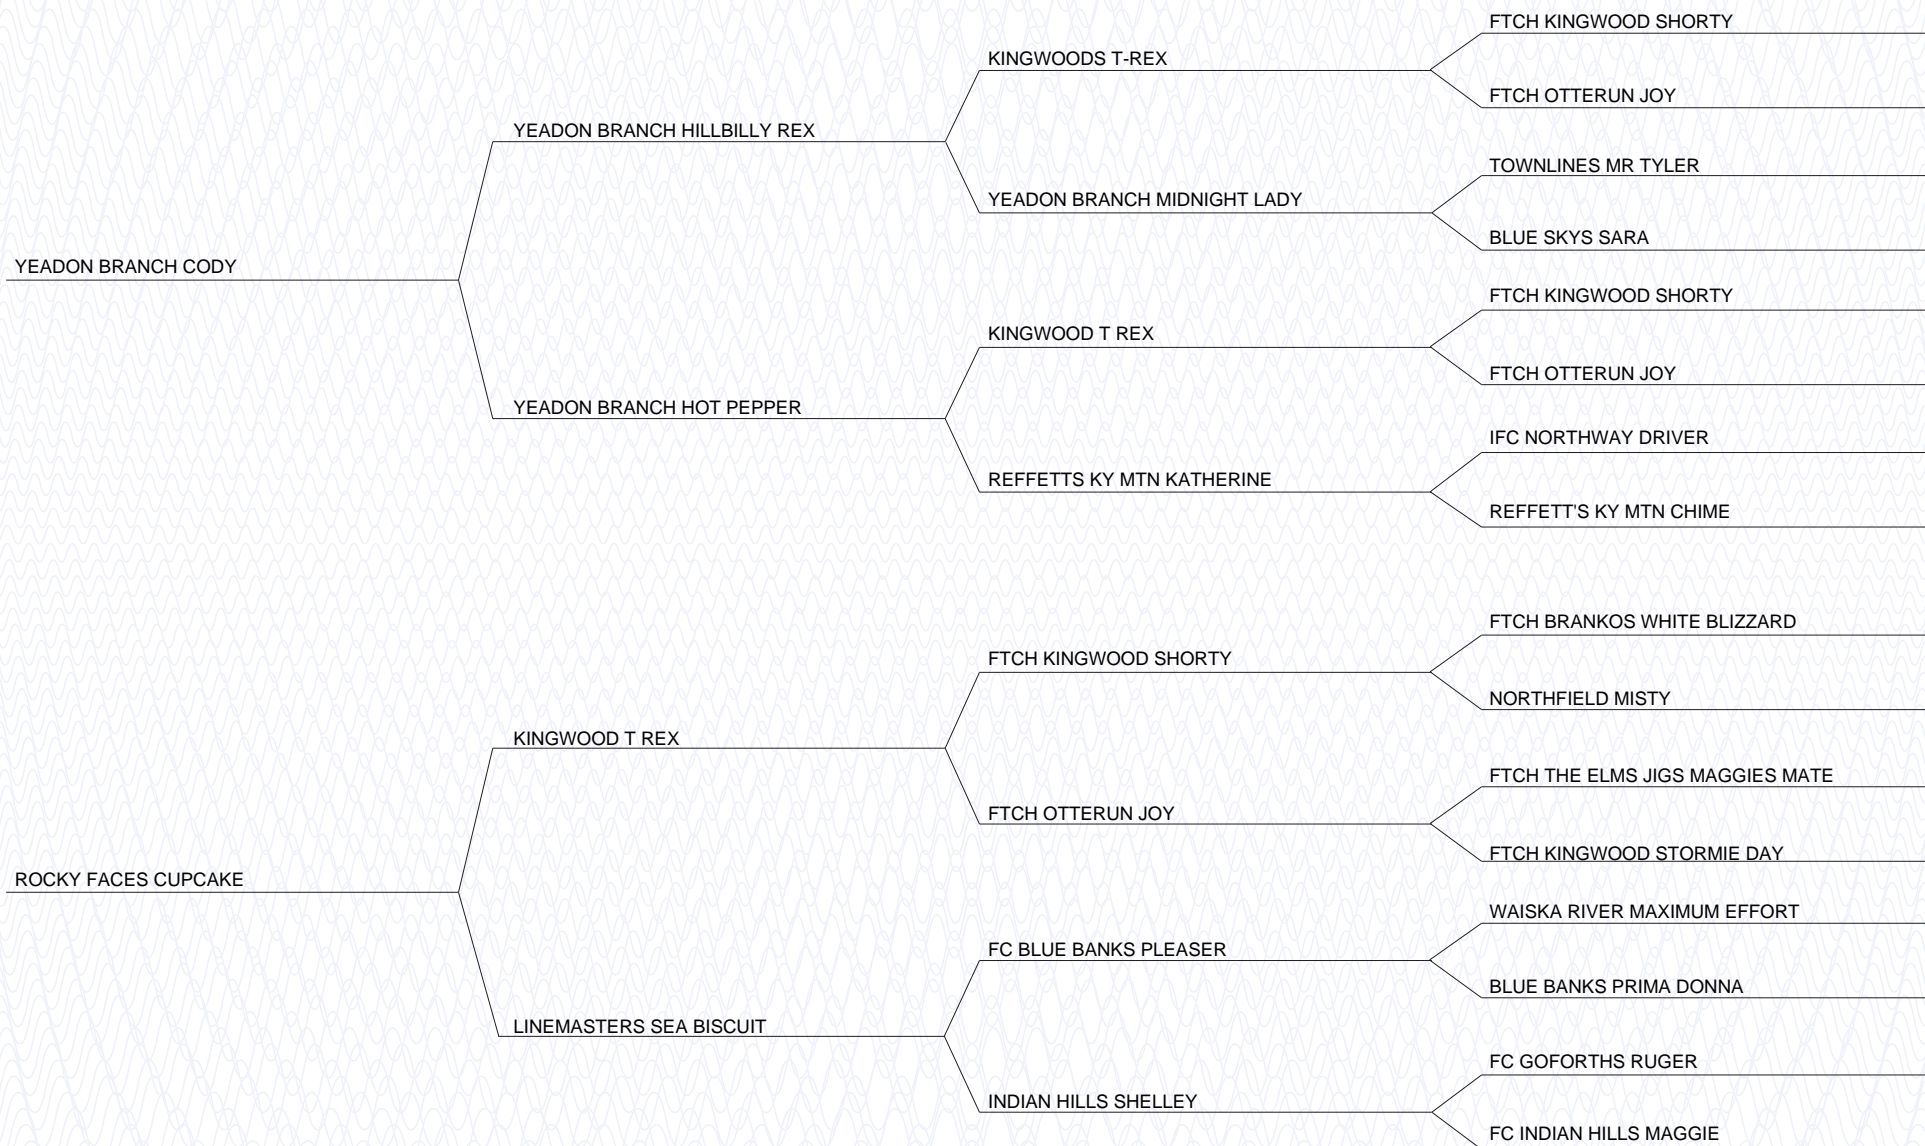 FTCH KINGWOOD SHORTY
KINGWOODS T-REX
FTCH OTTERUN JOY
YEADON BRANCH HILLBILLY REX
TOWNLINES MR TYLER
YEADON BRANCH MIDNIGHT LADY
BLUE SKYS SARA
YEADON BRANCH CODY
FTCH KINGWOOD SHORTY
KINGWOOD T REX
FTCH OTTERUN JOY
YEADON BRANCH HOT PEPPER
IFC NORTHWAY DRIVER
REFFETTS KY MTN KATHERINE
REFFETT'S KY MTN CHIME
FTCH BRANKOS WHITE BLIZZARD
FTCH KINGWOOD SHORTY
NORTHFIELD MISTY
KINGWOOD T REX
FTCH THE ELMS JIGS MAGGIES MATE
FTCH OTTERUN JOY
FTCH KINGWOOD STORMIE DAY
ROCKY FACES CUPCAKE
WAISKA RIVER MAXIMUM EFFORT
FC BLUE BANKS PLEASER
BLUE BANKS PRIMA DONNA
LINEMASTERS SEA BISCUIT
FC GOFORTHS RUGER
INDIAN HILLS SHELLEY
FC INDIAN HILLS MAGGIE